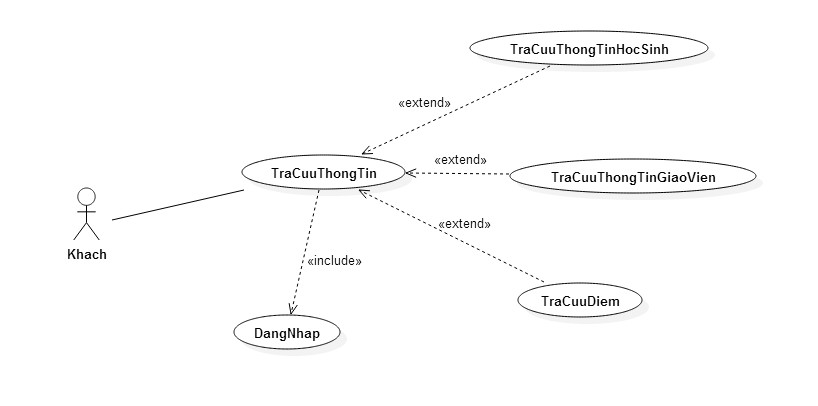 TraCuuThongTinHocSinh
«extend»
TraCuuThongTin
«extend»
TraCuuThongTinGiaoVien
«extend»
Khach
«include»
TraCuuDiem
DangNhap